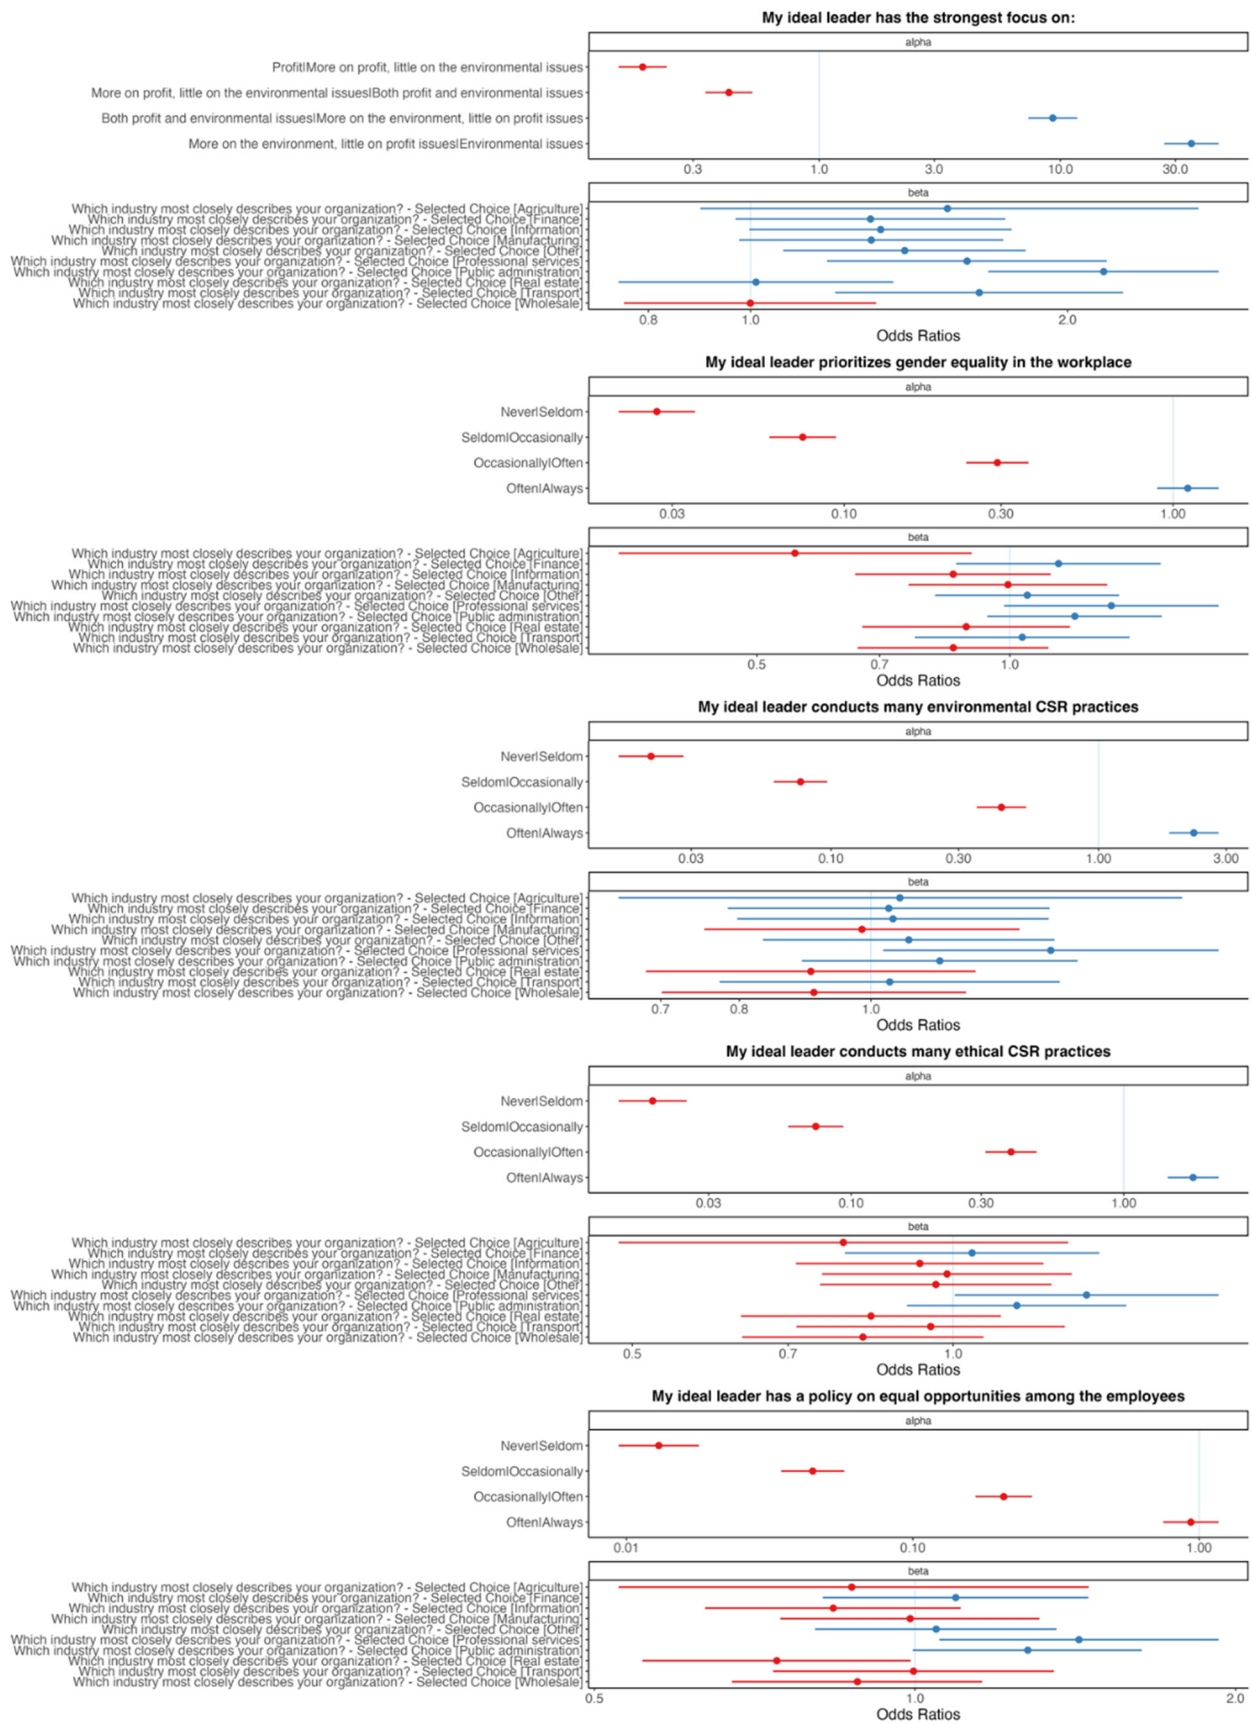 My ideal leader has the strongest focus on:
alpha
Profit|More on profit, little on the environmental issues
More on profit, little on the environmental issues|Both profit and environmental issues
Both profit and environmental issues|More on the environment, little on profit issues
More on the environment, little on profit issues|Environmental issues
0.3 1.0 3.0 10.0 30.0
beta
Which industry most closely describes your organization? - Selected Choice [Agriculture]
Which industry most closely describes your organization? - Selected Choice [Finance]
Which industry most closely describes your organization? - Selected Choice [Information]
Which industry most closely describes your organization? - Selected Choice [Manufacturing]
Which industry most closely describes your organization? - Selected Choice [Other]
Which industry most closely describes your organization? - Selected Choice [Professional services]
Which industry most closely describes your organization? - Selected Choice [Public administration]
Which industry most closely describes your organization? - Selected Choice [Real estate]
Which industry most closely describes your organization? - Selected Choice [Transport]
Which industry most closely describes your organization? - Selected Choice [Wholesale]
0.8 1.0 2.0
Odds Ratios
My ideal leader prioritizes gender equality in the workplace
alpha
Never|Seldom
Seldom|Occasionally
Occasionally|Often
Often|Always
0.03 0.10 0.30 1.00
beta
Which industry most closely describes your organization? - Selected Choice [Agriculture]
Which industry most closely describes your organization? - Selected Choice [Finance]
Which industry most closely describes your organization? - Selected Choice [Information]
Which industry most closely describes your organization? - Selected Choice [Manufacturing]
Which industry most closely describes your organization? - Selected Choice [Other]
Which industry most closely describes your organization? - Selected Choice [Professional services]
Which industry most closely describes your organization? - Selected Choice [Public administration]
Which industry most closely describes your organization? - Selected Choice [Real estate]
Which industry most closely describes your organization? - Selected Choice [Transport]
Which industry most closely describes your organization? - Selected Choice [Wholesale]
0.5 0.7 1.0
Odds Ratios
My ideal leader conducts many environmental CSR practices
alpha
Never|Seldom
Seldom|Occasionally
Occasionally|Often
Often|Always
0.03 0.10 0.30 1.00 3.00
beta
Which industry most closely describes your organization? - Selected Choice [Agriculture]
Which industry most closely describes your organization? - Selected Choice [Finance]
Which industry most closely describes your organization? - Selected Choice [Information]
Which industry most closely describes your organization? - Selected Choice [Manufacturing]
Which industry most closely describes your organization? - Selected Choice [Other]
Which industry most closely describes your organization? - Selected Choice [Professional services]
Which industry most closely describes your organization? - Selected Choice [Public administration]
Which industry most closely describes your organization? - Selected Choice [Real estate]
Which industry most closely describes your organization? - Selected Choice [Transport]
Which industry most closely describes your organization? - Selected Choice [Wholesale]
0.7 0.8 1.0
Odds Ratios
My ideal leader conducts many ethical CSR practices
alpha
Never|Seldom
Seldom|Occasionally
Occasionally|Often
Often|Always
0.03 0.10 0.30 1.00
beta
Which industry most closely describes your organization? - Selected Choice [Agriculture]
Which industry most closely describes your organization? - Selected Choice [Finance]
Which industry most closely describes your organization? - Selected Choice [Information]
Which industry most closely describes your organization? - Selected Choice [Manufacturing]
Which industry most closely describes your organization? - Selected Choice [Other]
Which industry most closely describes your organization? - Selected Choice [Professional services]
Which industry most closely describes your organization? - Selected Choice [Public administration]
Which industry most closely describes your organization? - Selected Choice [Real estate]
Which industry most closely describes your organization? - Selected Choice [Transport]
Which industry most closely describes your organization? - Selected Choice [Wholesale]
0.5 0.7 1.0
Odds Ratios
My ideal leader has a policy on equal opportunities among the employees
alpha
Never|Seldom
Seldom|Occasionally
Occasionally|Often
Often|Always
0.01 0.10 1.00
beta
Which industry most closely describes your organization? - Selected Choice [Agriculture]
Which industry most closely describes your organization? - Selected Choice [Finance]
Which industry most closely describes your organization? - Selected Choice [Information]
Which industry most closely describes your organization? - Selected Choice [Manufacturing]
Which industry most closely describes your organization? - Selected Choice [Other]
Which industry most closely describes your organization? - Selected Choice [Professional services]
Which industry most closely describes your organization? - Selected Choice [Public administration]
Which industry most closely describes your organization? - Selected Choice [Real estate]
Which industry most closely describes your organization? - Selected Choice [Transport]
Which industry most closely describes your organization? - Selected Choice [Wholesale]
0.5 1.0 2.0
Odds Ratios